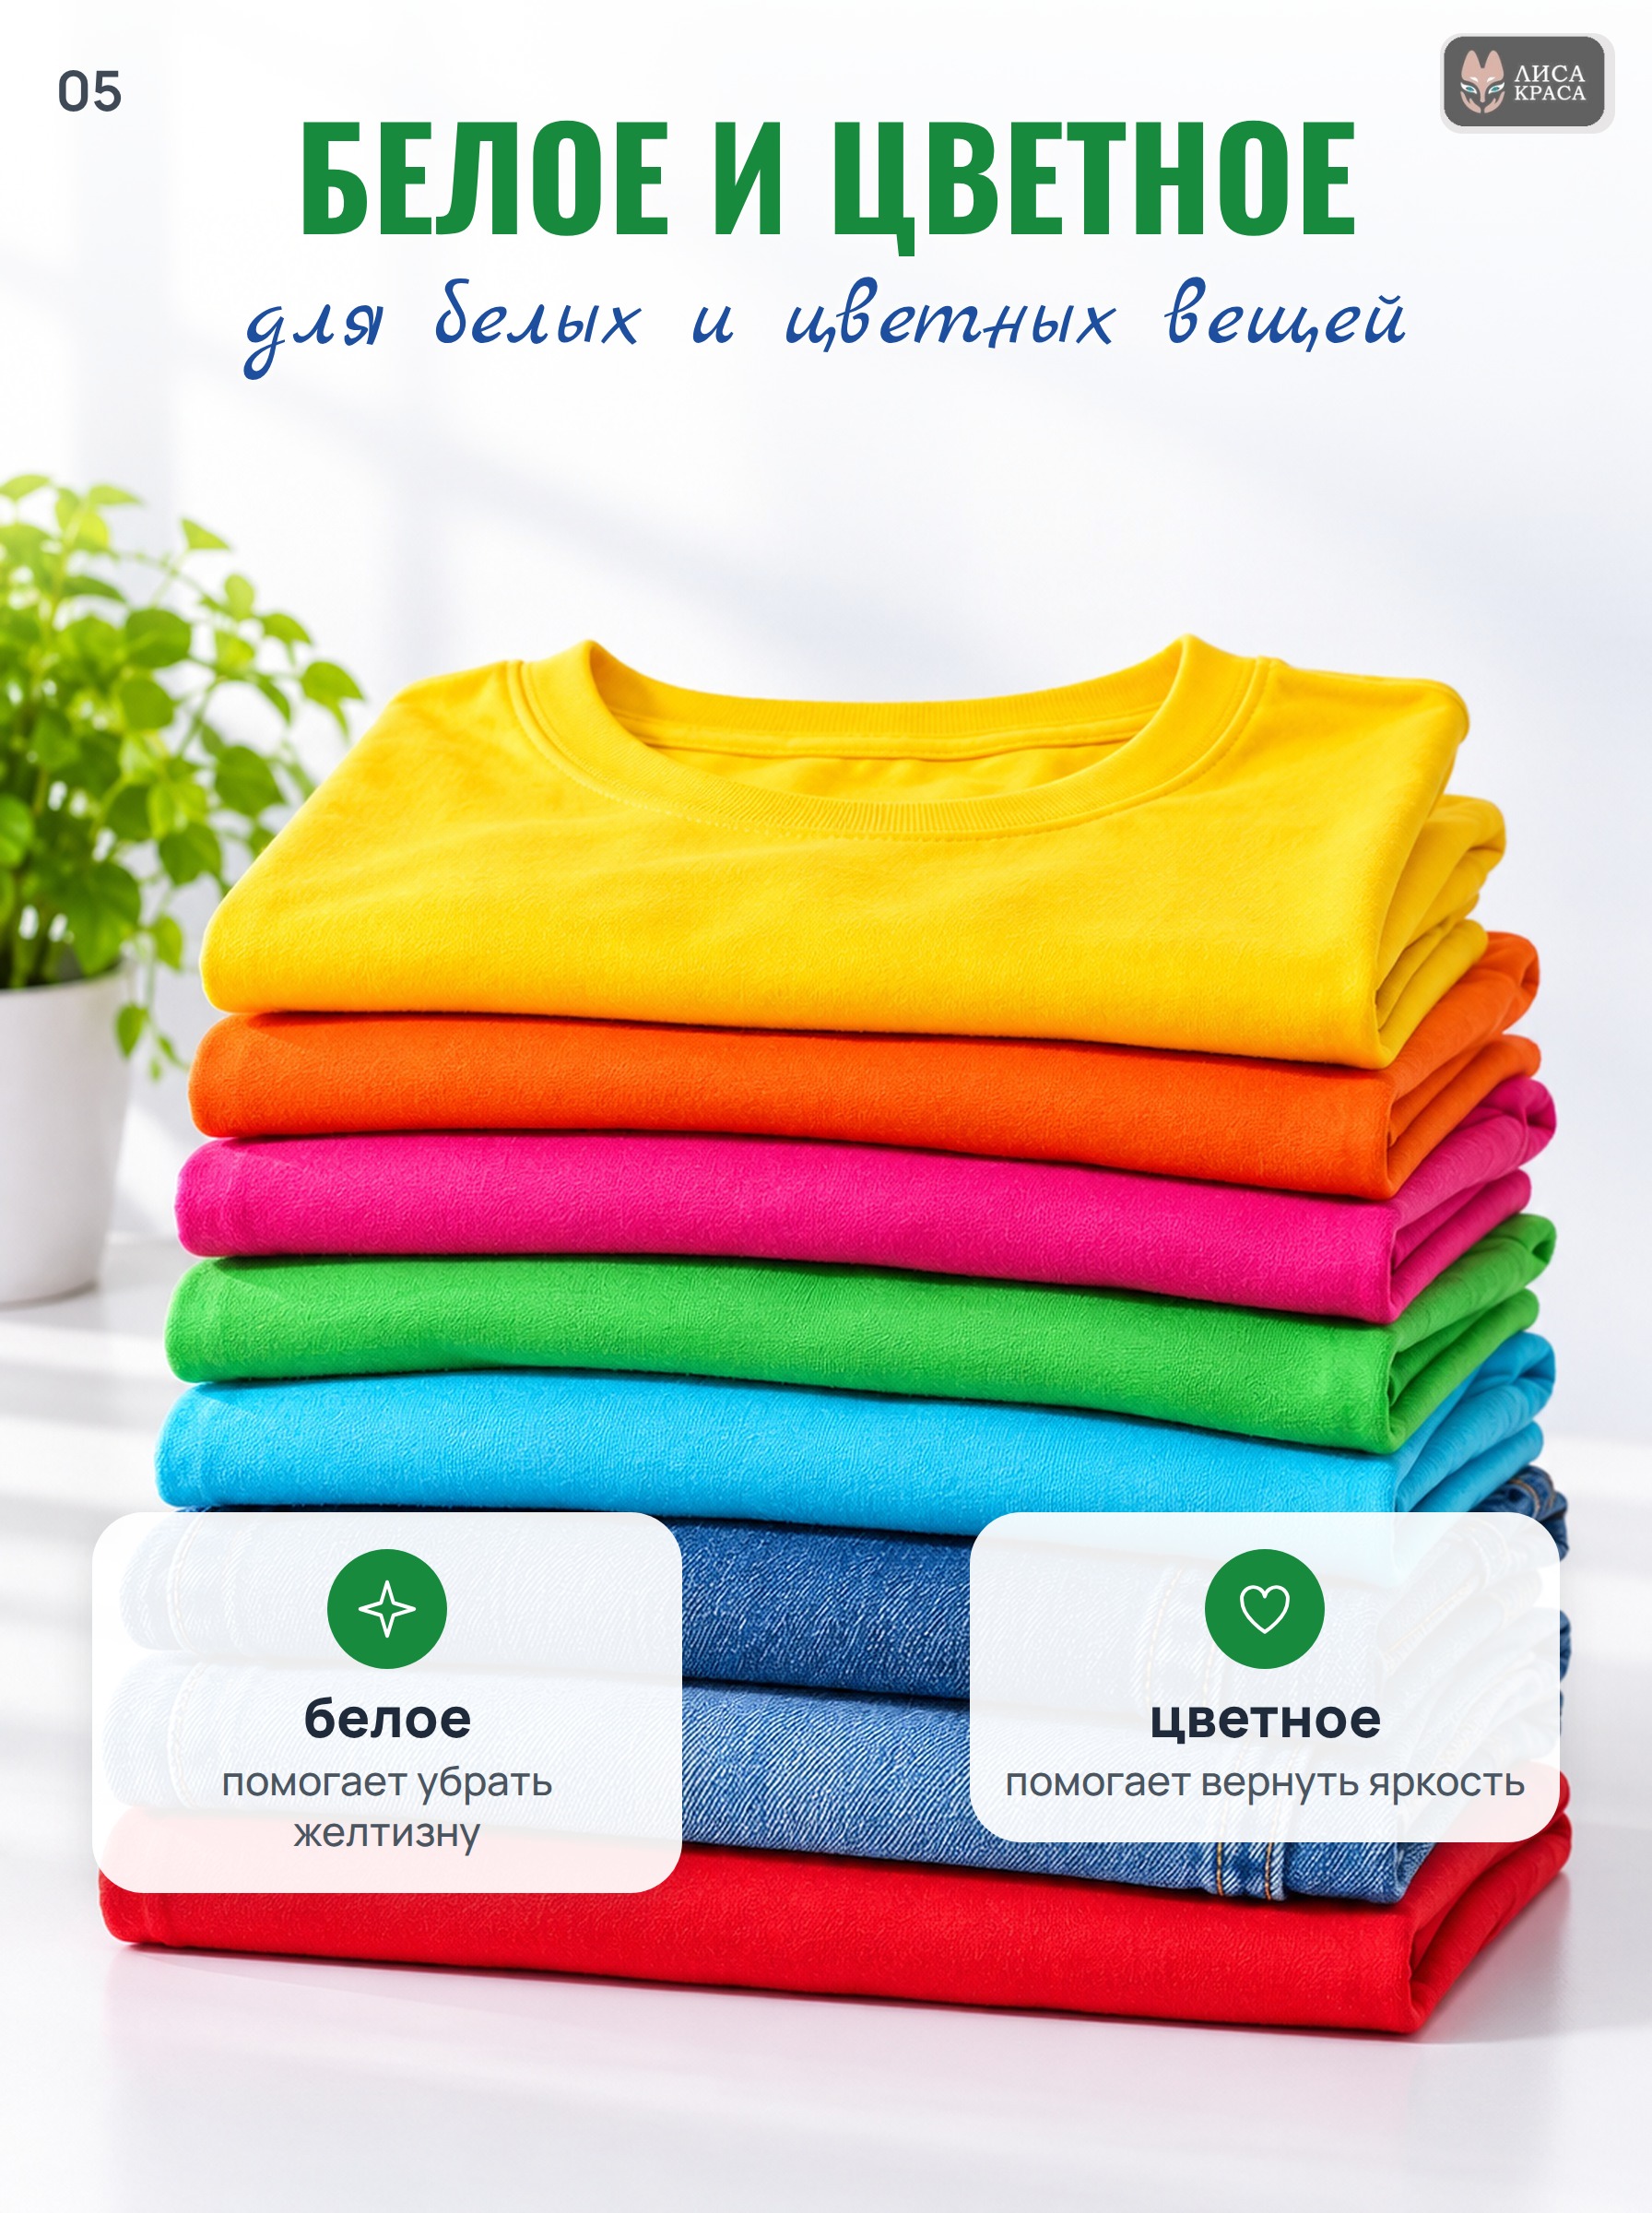 05
ЛИСА
КРАСА
БЕЛОЕ И ЦВЕТНОЕ
для белых и цветных вещей
белое
помогает убрать
желтизну
цветное
помогает вернуть яркость